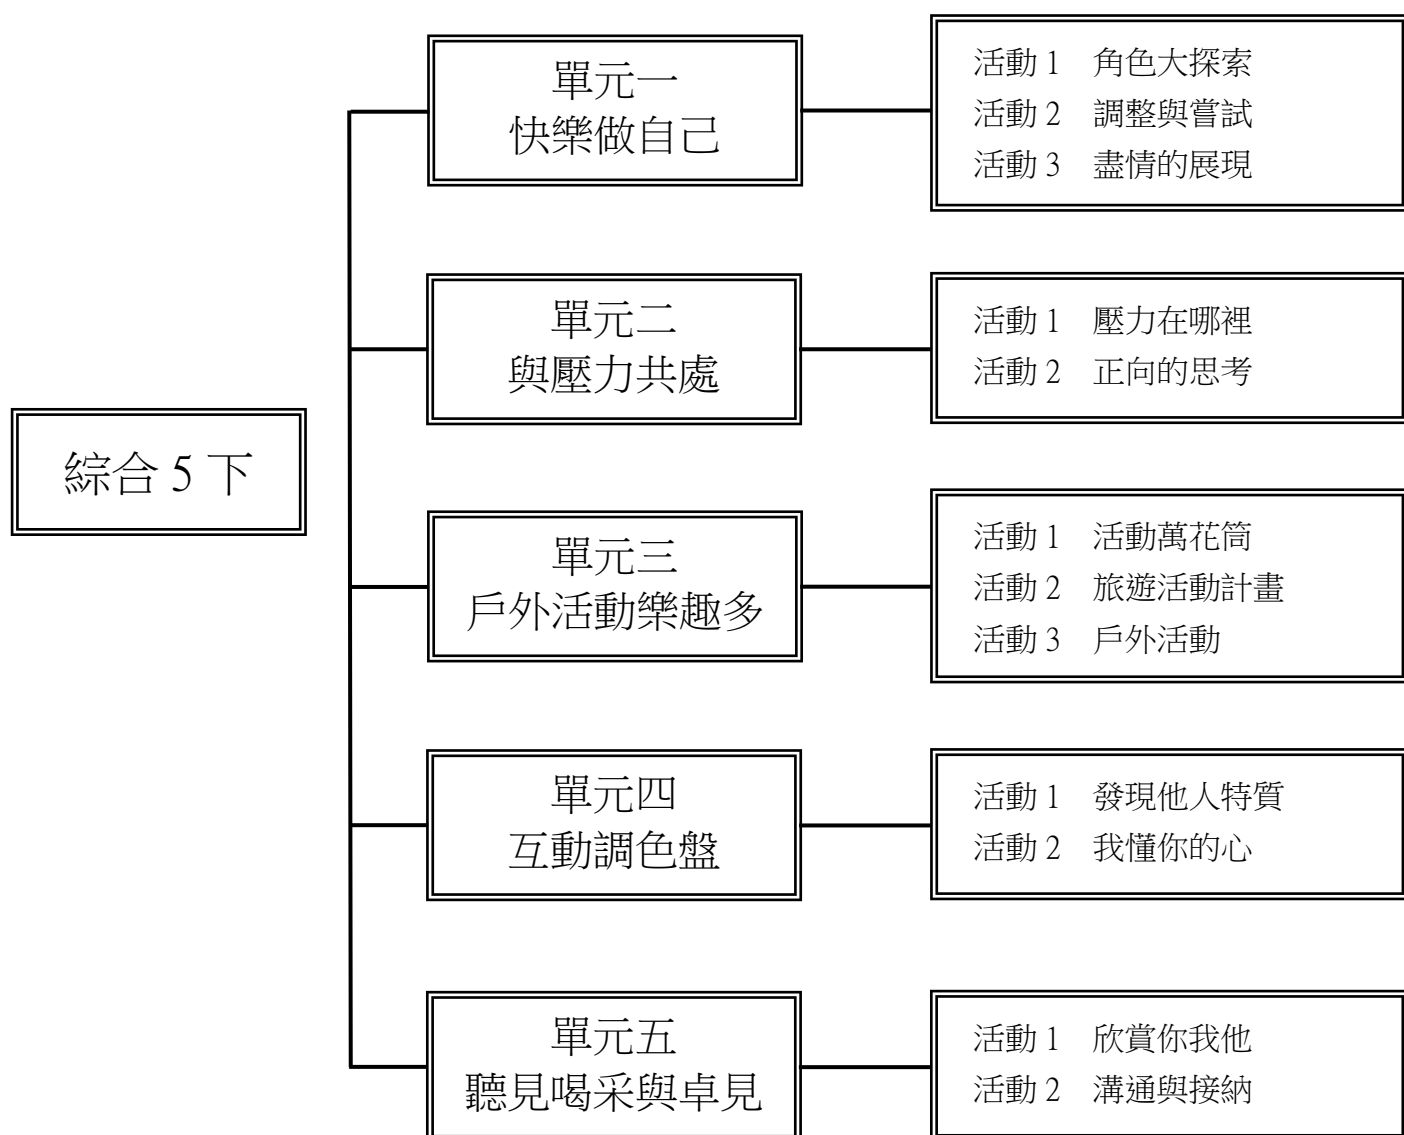 綜合 5 下
單元一
快樂做自己
活動 1 角色大探索
活動 2 調整與嘗試
活動 3 盡情的展現
單元二
與壓力共處
活動 1 壓力在哪裡
活動 2 正向的思考
單元三
戶外活動樂趣多
活動 1 活動萬花筒
活動 2 旅遊活動計畫
活動 3 戶外活動
單元四
互動調色盤
活動 1 發現他人特質
活動 2 我懂你的心
單元五
聽見喝采與卓見
活動 1 欣賞你我他
活動 2 溝通與接納